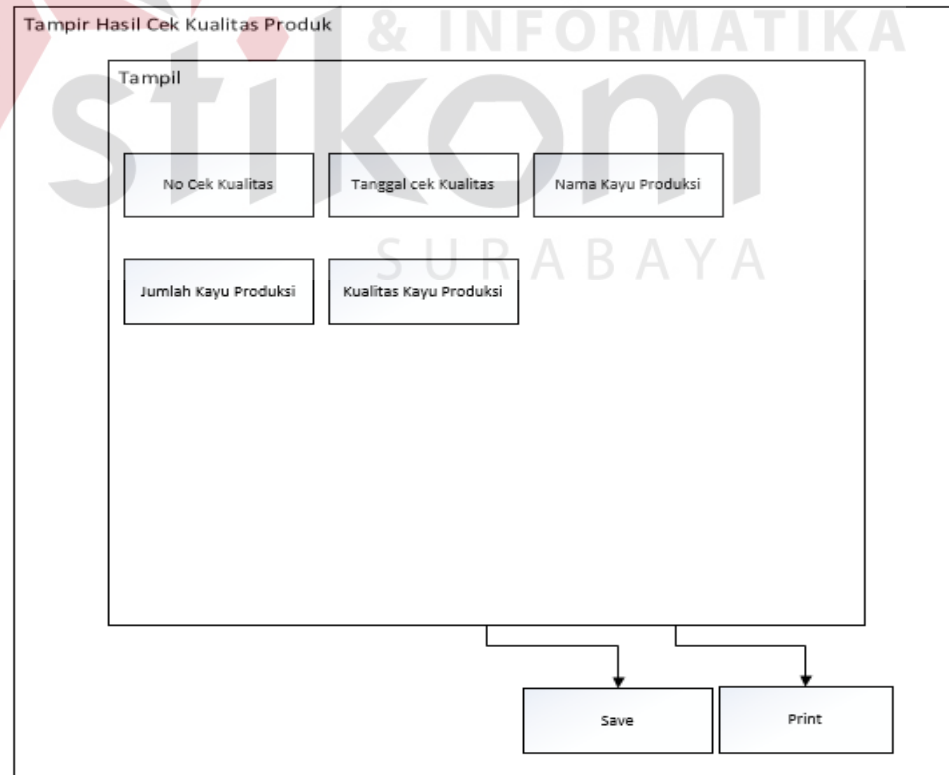 & INFORMATIKA
Tampir Hasil Cek Kualitas Produk
stikom
Tampil
No Cek Kualitas
Tanggal cek Kualitas
Nama Kayu Produksi
SURABAYA
Jumlah Kayu Produksi
Kualitas Kayu Produksi
Save
Print